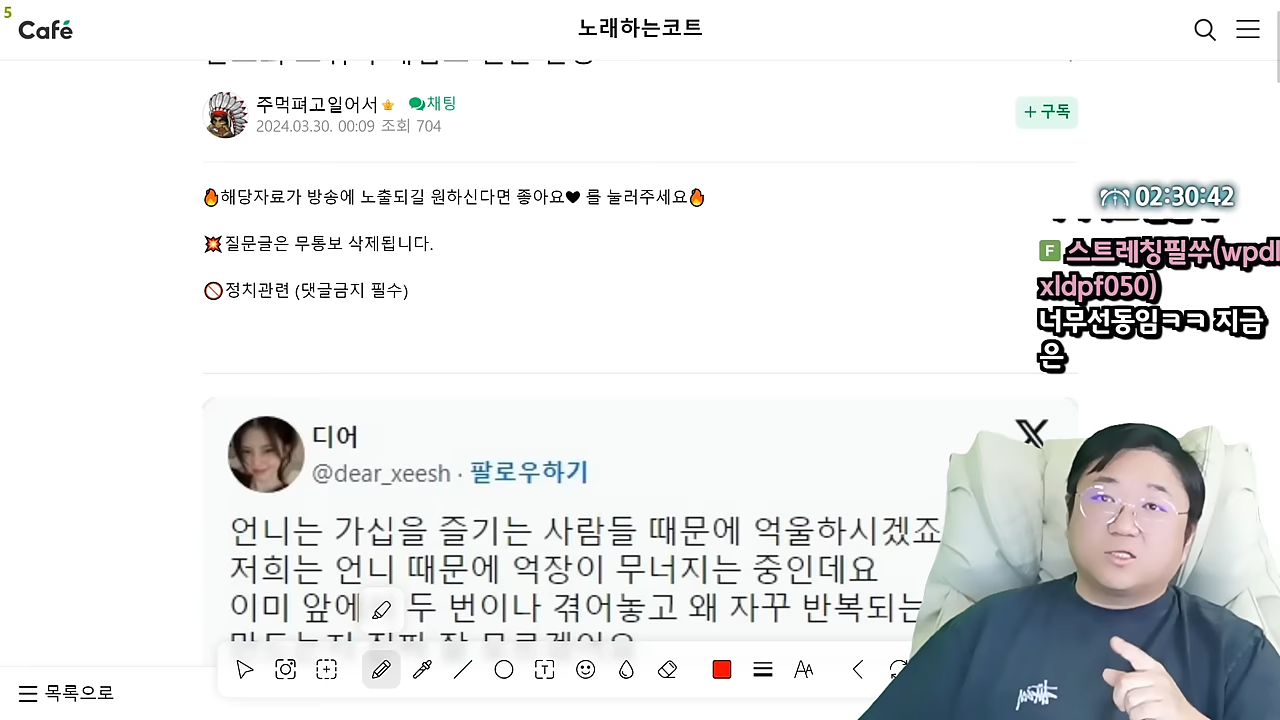 5
Café
노래하는코트
주먹펴고일어서 채팅
2024.03.30. 00:09 조회 704
+ 구독
🔥해당자료가 방송에 노출되길 원하신다면 좋아요🖤 를 눌러주세요🔥
💥질문글은 무통보 삭제됩니다.
🚫정치관련 (댓글금지 필수)
02:30:42
F 스트레칭필쑤(wpdl
xldpf050)
너무선동임ㅋㅋ 지금
은
디어
@dear_xeesh · 팔로우하기
언니는 가십을 즐기는 사람들 때문에 억울하시겠죠
저희는 언니 때문에 억장이 무너지는 중인데요
이미 앞에 두 번이나 겪어놓고 왜 자꾸 반복되는
목록으로